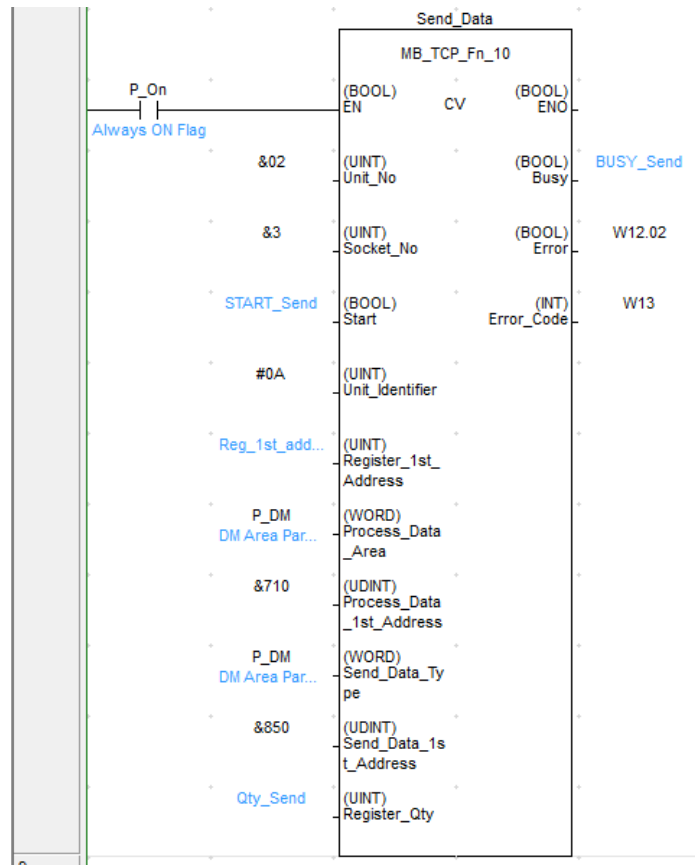 Send_Data
MB_TCP_Fn_10
P_On
Always ON Flag
(BOOL)
EN
CV
(BOOL)
ENO
&02
(UINT)
Unit_No
(BOOL)
Busy
BUSY_Send
&3
(UINT)
Socket_No
(BOOL)
Error
W12.02
START_Send
(BOOL)
Start
(INT)
Error_Code
W13
#0A
(UINT)
Unit_Identifier
Reg_1st_add...
(UINT)
Register_1st_
Address
P_DM
DM Area Par...
(WORD)
Process_Data
_Area
&710
(UDINT)
Process_Data
_1st_Address
P_DM
DM Area Par...
(WORD)
Send_Data_Ty
pe
&850
(UDINT)
Send_Data_1s
t_Address
Qty_Send
(UINT)
Register_Qty